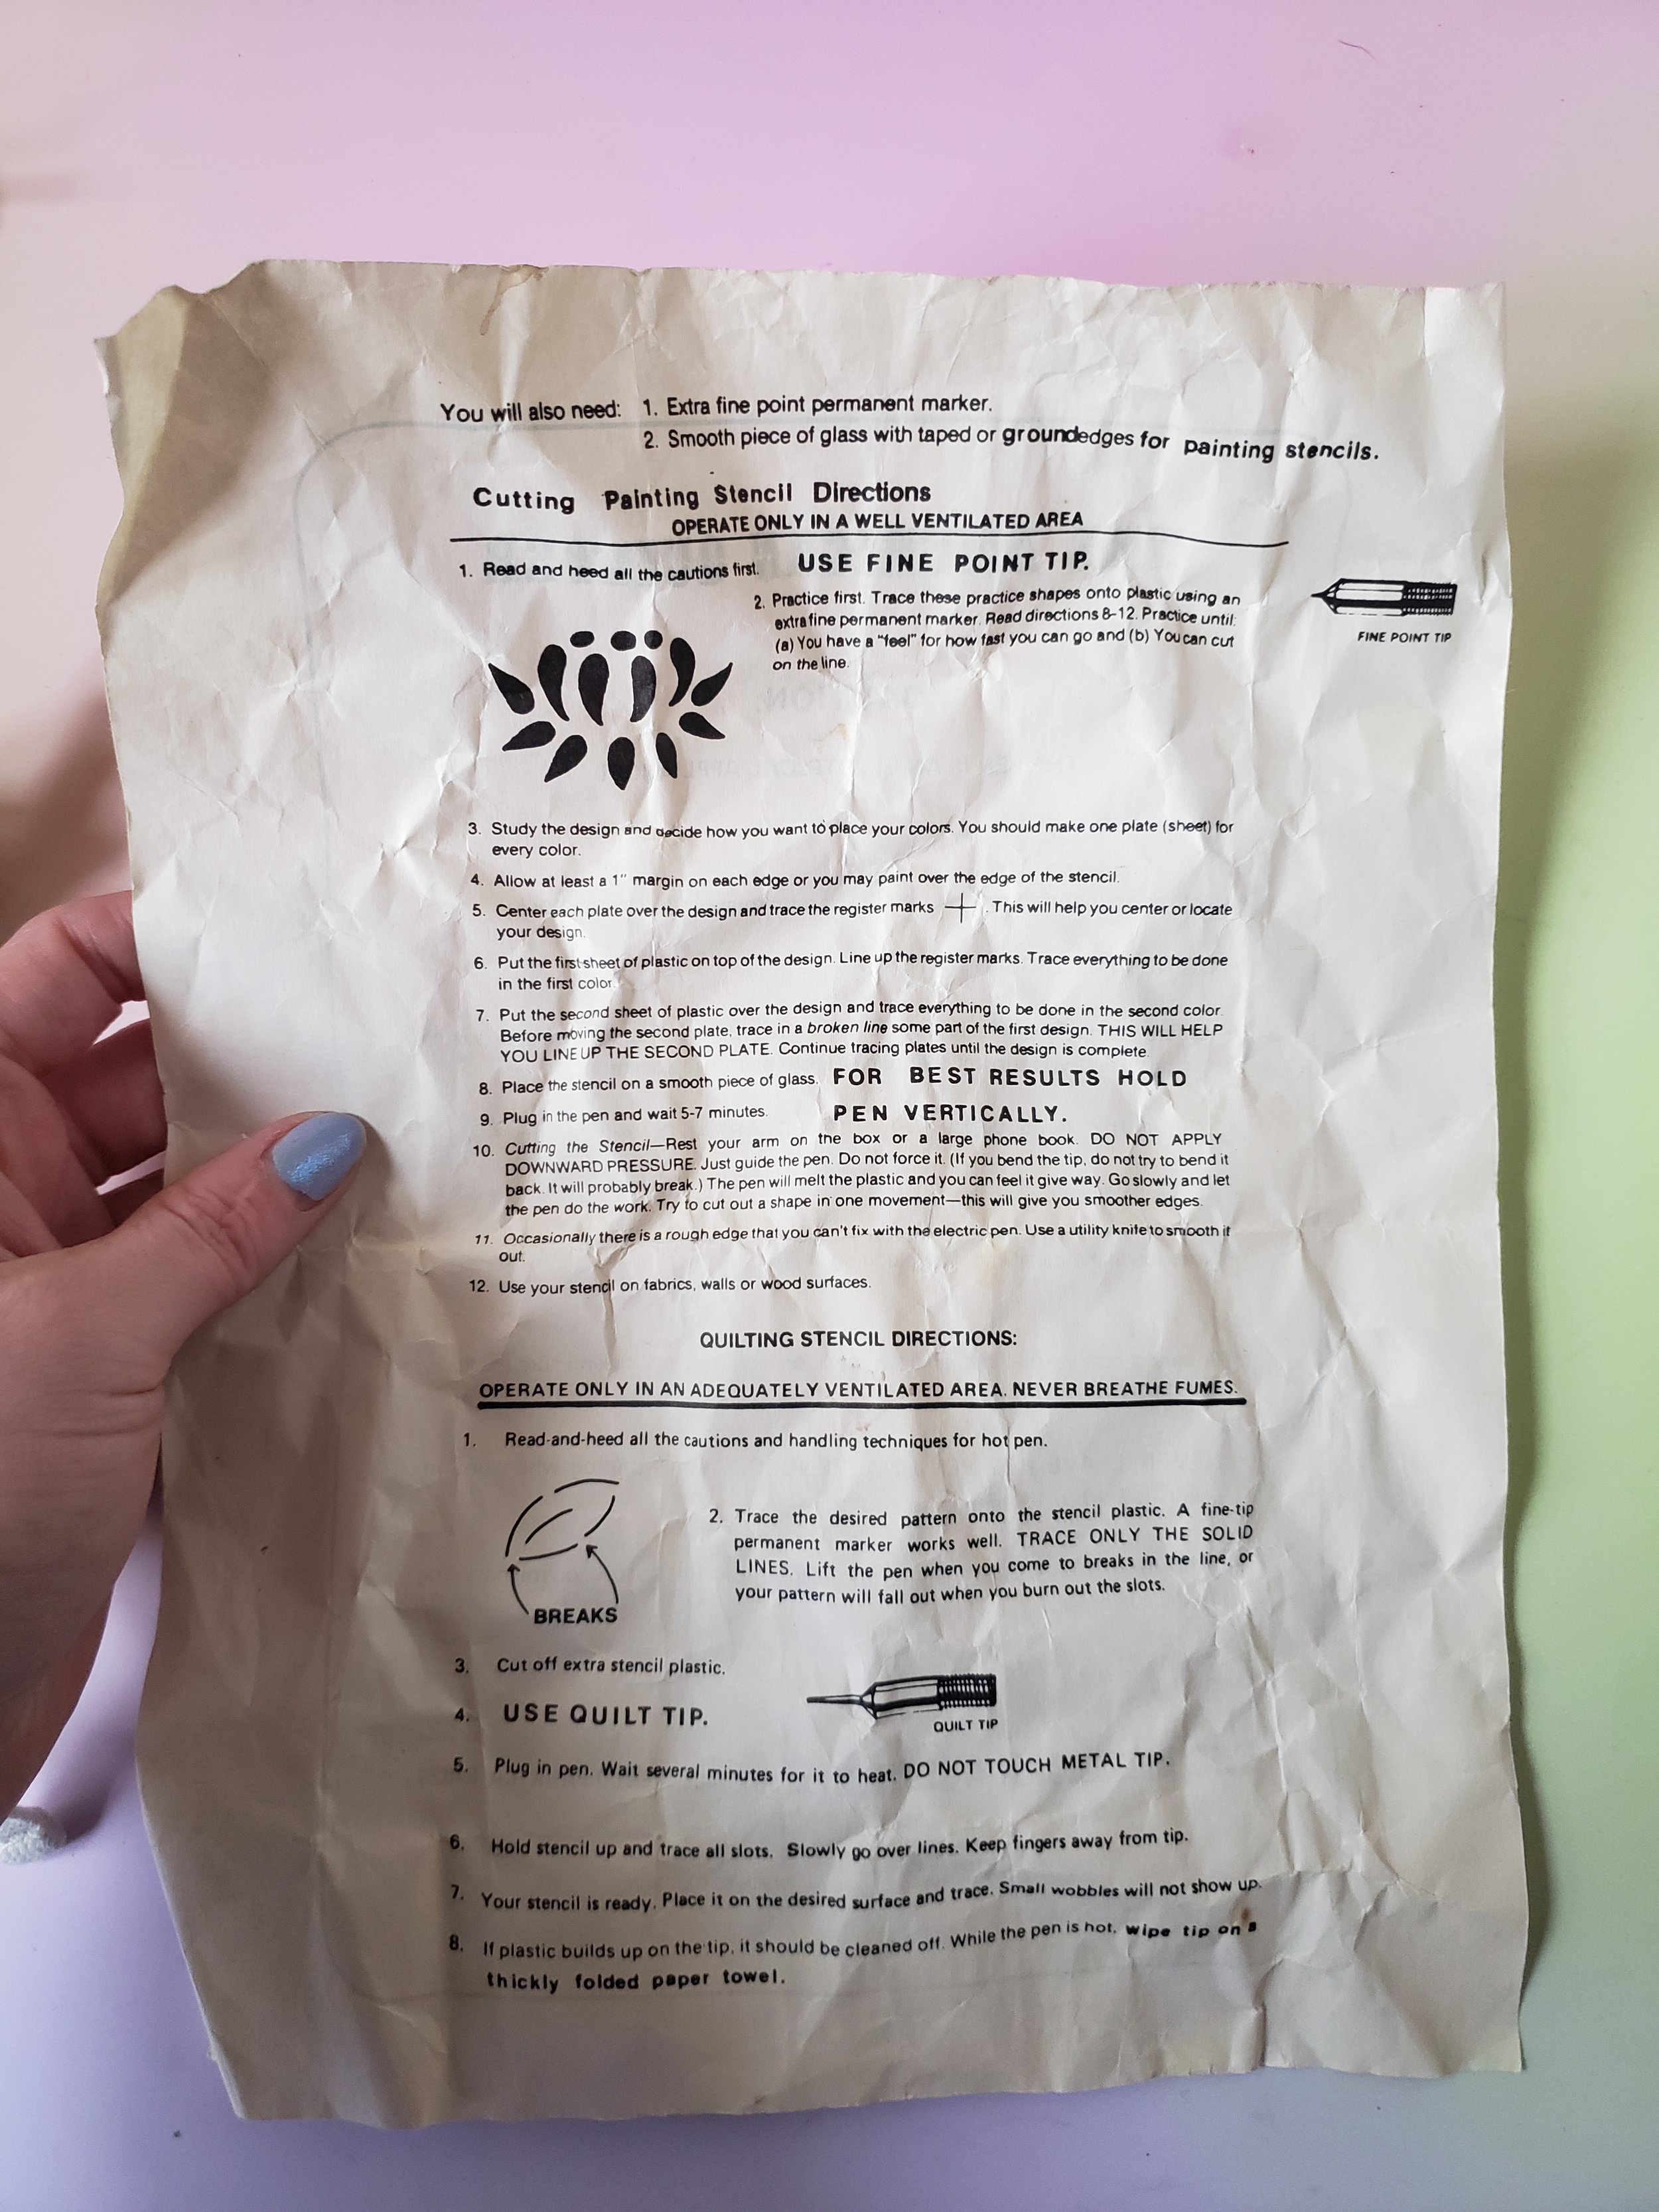 You will also need: 1. Extra fine point permanent marker.
2. Smooth piece of glass with taped or groundedges for painting stencils.
Cutting Painting Stencil Directions
OPERATE ONLY IN A WELL VENTILATED AREA
1. Read and heed all the cautions first.
USE FINE POINT TIP.
2. Practice first. Trace these practice shapes onto plastic using an
extra fine permanent marker. Read directions 8-12. Practice until:
(a) You have a "feel" for how fast you can go and (b) You can cut
on the line.
FINE POINT TIP
3. Study the design and decide how you want to place your colors. You should make one plate (sheet) for
every color.
4. Allow at least a 1" margin on each edge or you may paint over the edge of the stencil.
5. Center each plate over the design and trace the register marks + . This will help you center or locate
your design.
6. Put the first sheet of plastic on top of the design. Line up the register marks. Trace everything to be done
in the first color.
7. Put the second sheet of plastic over the design and trace everything to be done in the second color.
Before moving the second plate, trace in a broken line some part of the first design. THIS WILL HELP
YOU LINE UP THE SECOND PLATE. Continue tracing plates until the design is complete.
8. Place the stencil on a smooth piece of glass. FOR BEST RESULTS HOLD
9. Plug in the pen and wait 5-7 minutes. PEN VERTICALLY.
10. Cutting the Stencil—Rest your arm on the box or a large phone book. DO NOT APPLY
DOWNWARD PRESSURE. Just guide the pen. Do not force it. (If you bend the tip, do not try to bend it
back. It will probably break.) The pen will melt the plastic and you can feel it give way. Go slowly and let
the pen do the work. Try to cut out a shape in one movement—this will give you smoother edges.
11. Occasionally there is a rough edge that you can't fix with the electric pen. Use a utility knife to smooth it
out.
12. Use your stencil on fabrics, walls or wood surfaces.
QUILTING STENCIL DIRECTIONS:
OPERATE ONLY IN AN ADEQUATELY VENTILATED AREA. NEVER BREATHE FUMES.
1. Read-and-heed all the cautions and handling techniques for hot pen.
BREAKS
2. Trace the desired pattern onto the stencil plastic. A fine-tip
permanent marker works well. TRACE ONLY THE SOLID
LINES. Lift the pen when you come to breaks in the line, or
your pattern will fall out when you burn out the slots.
3. Cut off extra stencil plastic.
4. USE QUILT TIP.
QUILT TIP
5. Plug in pen. Wait several minutes for it to heat. DO NOT TOUCH METAL TIP.
6. Hold stencil up and trace all slots. Slowly go over lines. Keep fingers away from tip.
7. Your stencil is ready. Place it on the desired surface and trace. Small wobbles will not show up.
8. If plastic builds up on the tip, it should be cleaned off. While the pen is hot, wipe tip on a
thickly folded paper towel.